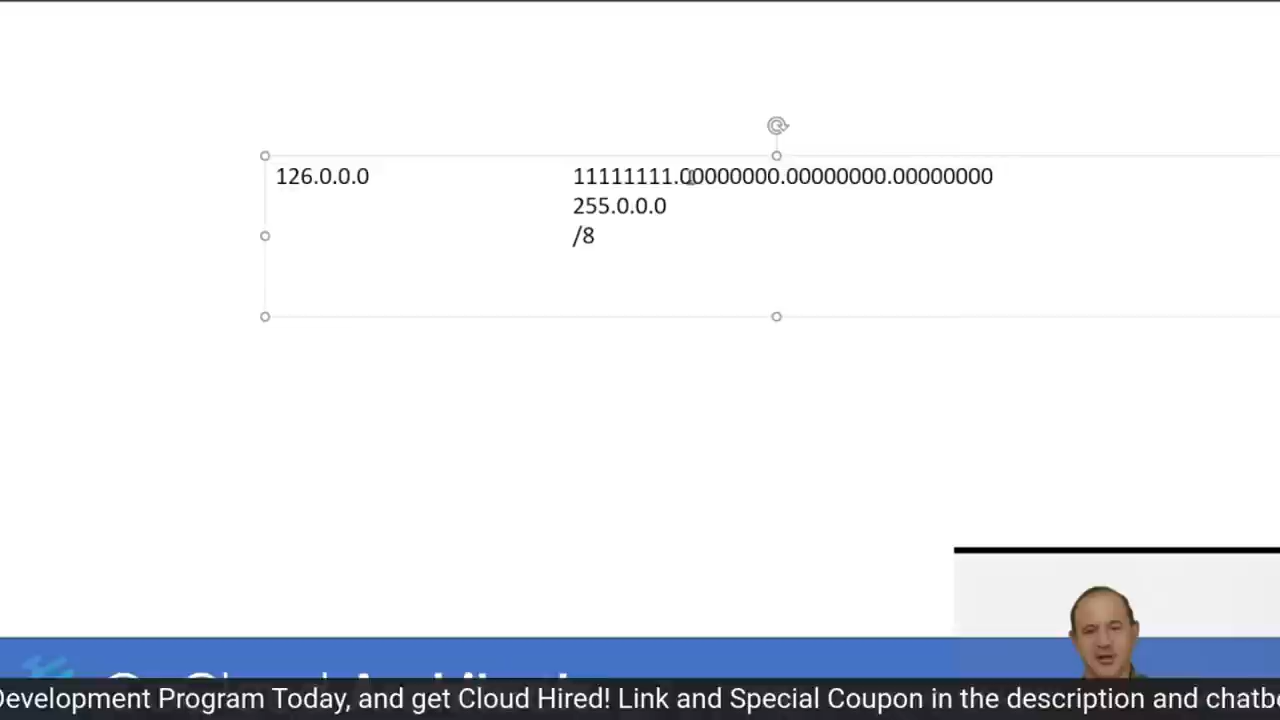 126.0.0.0 11111111.00000000.00000000.00000000
255.0.0.0
/8
Development Program Today, and get Cloud Hired! Link and Special Coupon in the description and